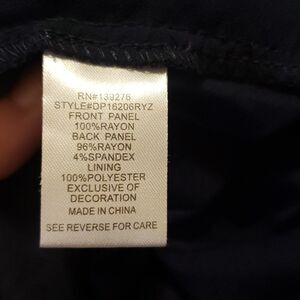 RN#139276
STYLE#DP16206RYZ
FRONT PANEL
100%RAYON
BACK PANEL
96%RAYON
4%SPANDEX
LINING
100%POLYESTER
EXCLUSIVE OF
DECORATION
MADE IN CHINA
SEE REVERSE FOR CARE